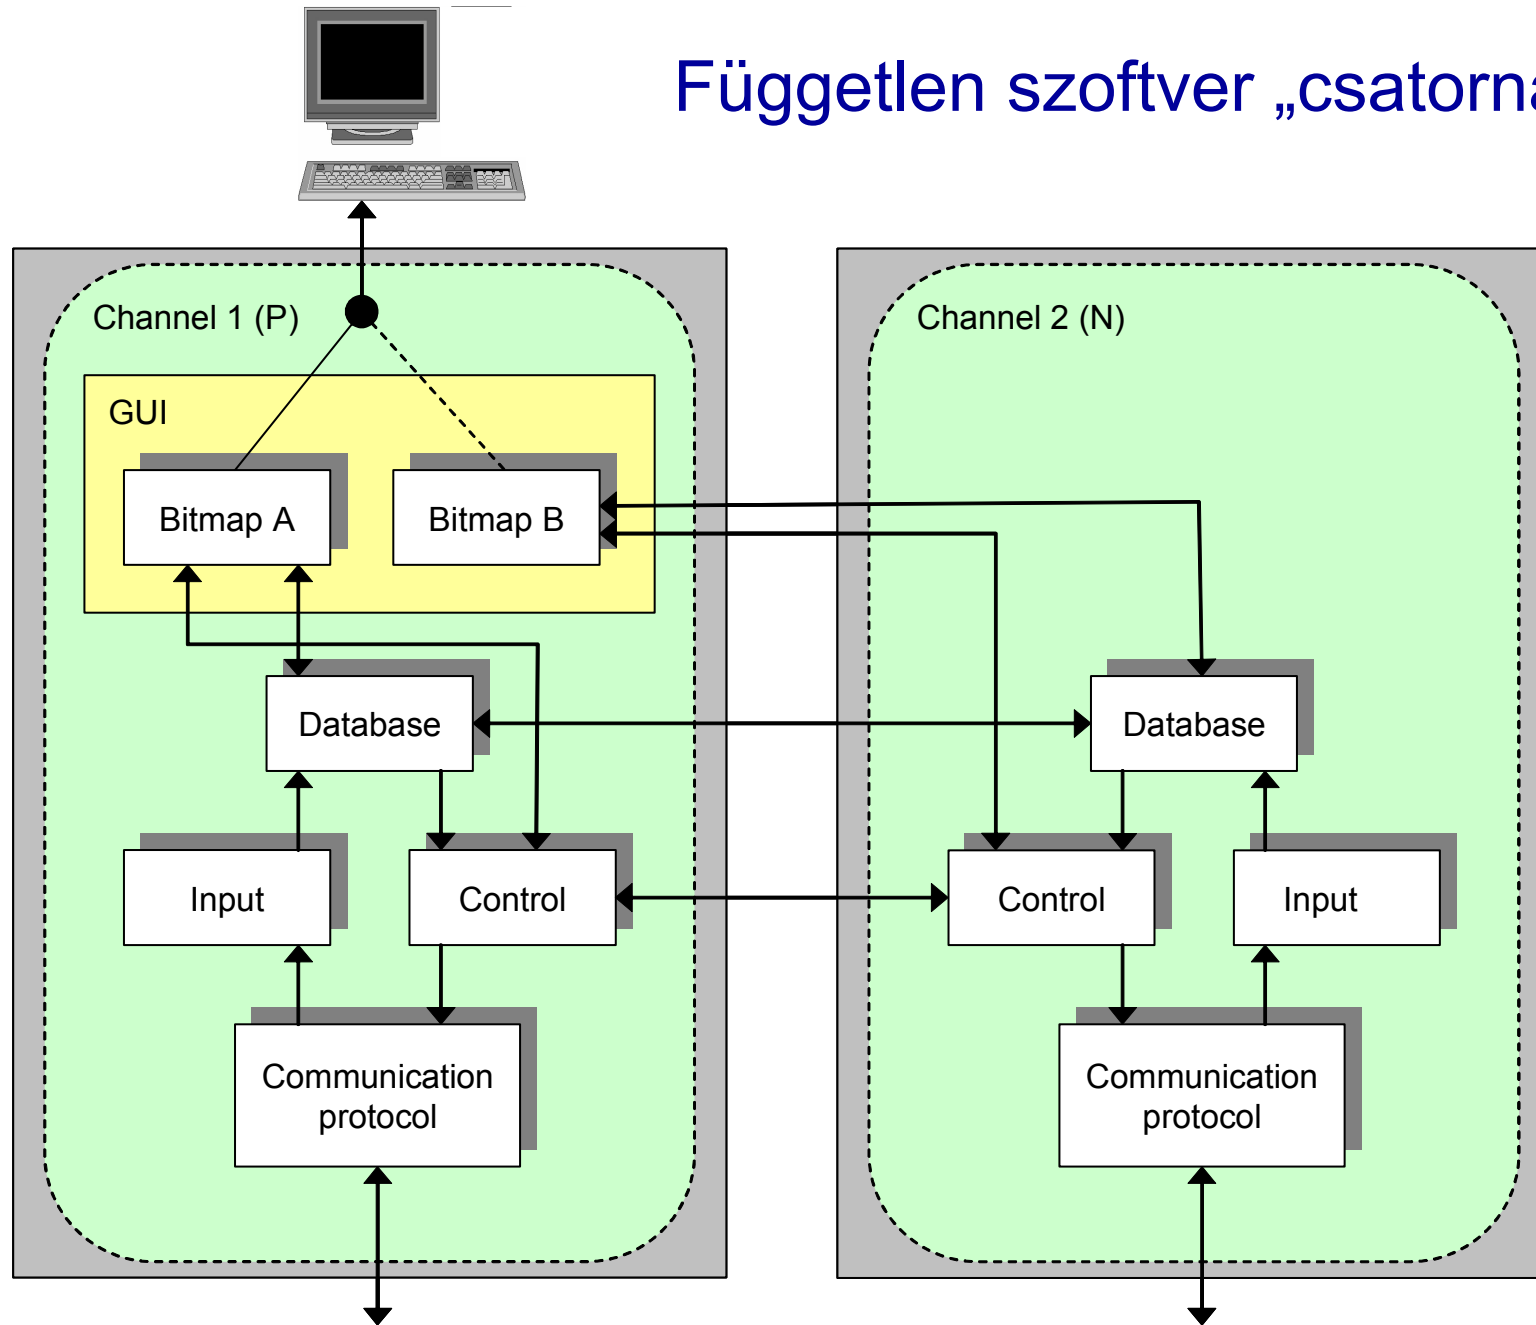 Független szoftver „csatorna
Channel 1 (P)
GUI
Bitmap A
Bitmap B
Database
Input
Control
Communication
protocol
Channel 2 (N)
Database
Control
Input
Communication
protocol